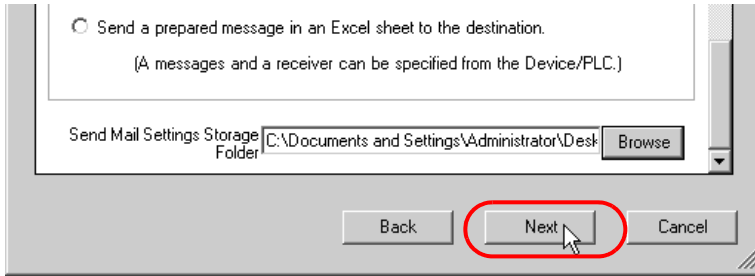 Send a prepared message in an Excel sheet to the destination.
(A messages and a receiver can be specified from the Device/PLC.)
Send Mail Settings Storage
Folder
C:\Documents and Settings\Administrator\Desk
Browse
Back
Next
Cancel